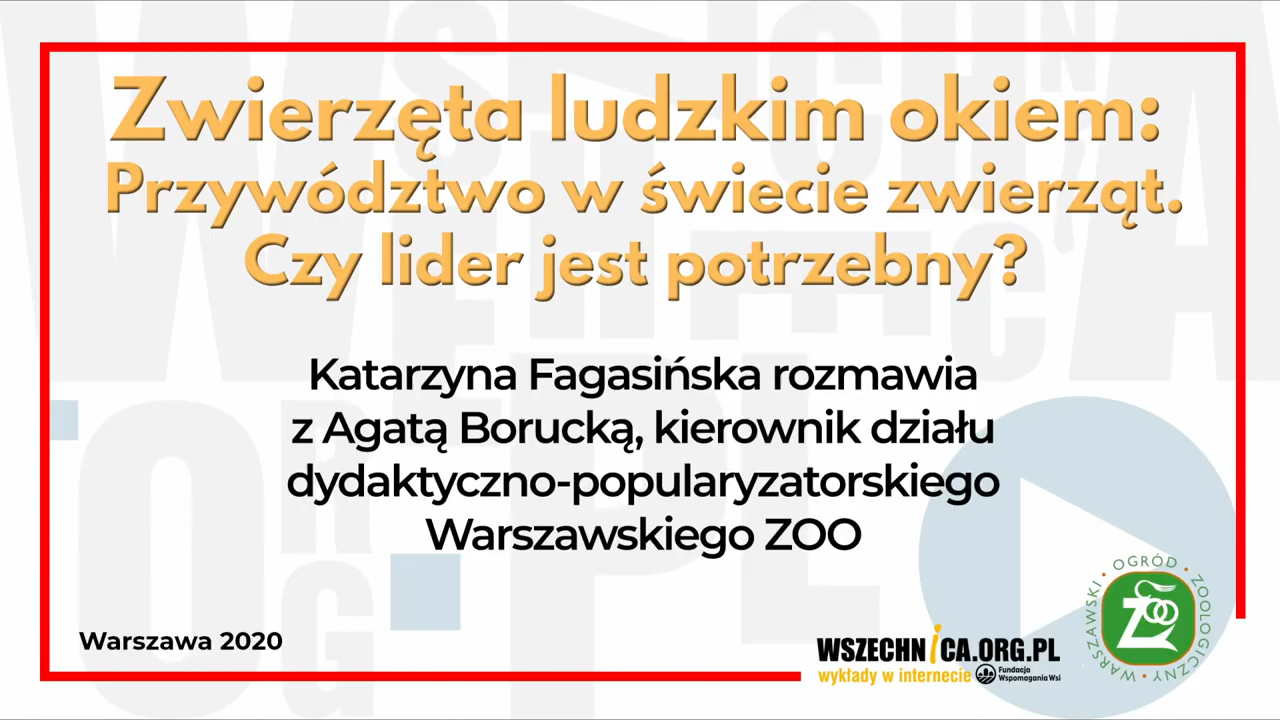 Zwierzęta ludzkim okiem:
Przywództwo w świecie zwierząt.
Czy lider jest potrzebny?
Katarzyna Fagasińska rozmawia
z Agatą Borucką, kierownik działu
dydaktyczno-popularyzatorskiego
Warszawskiego ZOO
Warszawa 2020
WSZECHNICA.ORG.PL
wykłady w internecie
Fundacja
Wspomagania Wsi
WARSZAWSKI • OGRÓD • ZOOLOGICZNY
ZOO